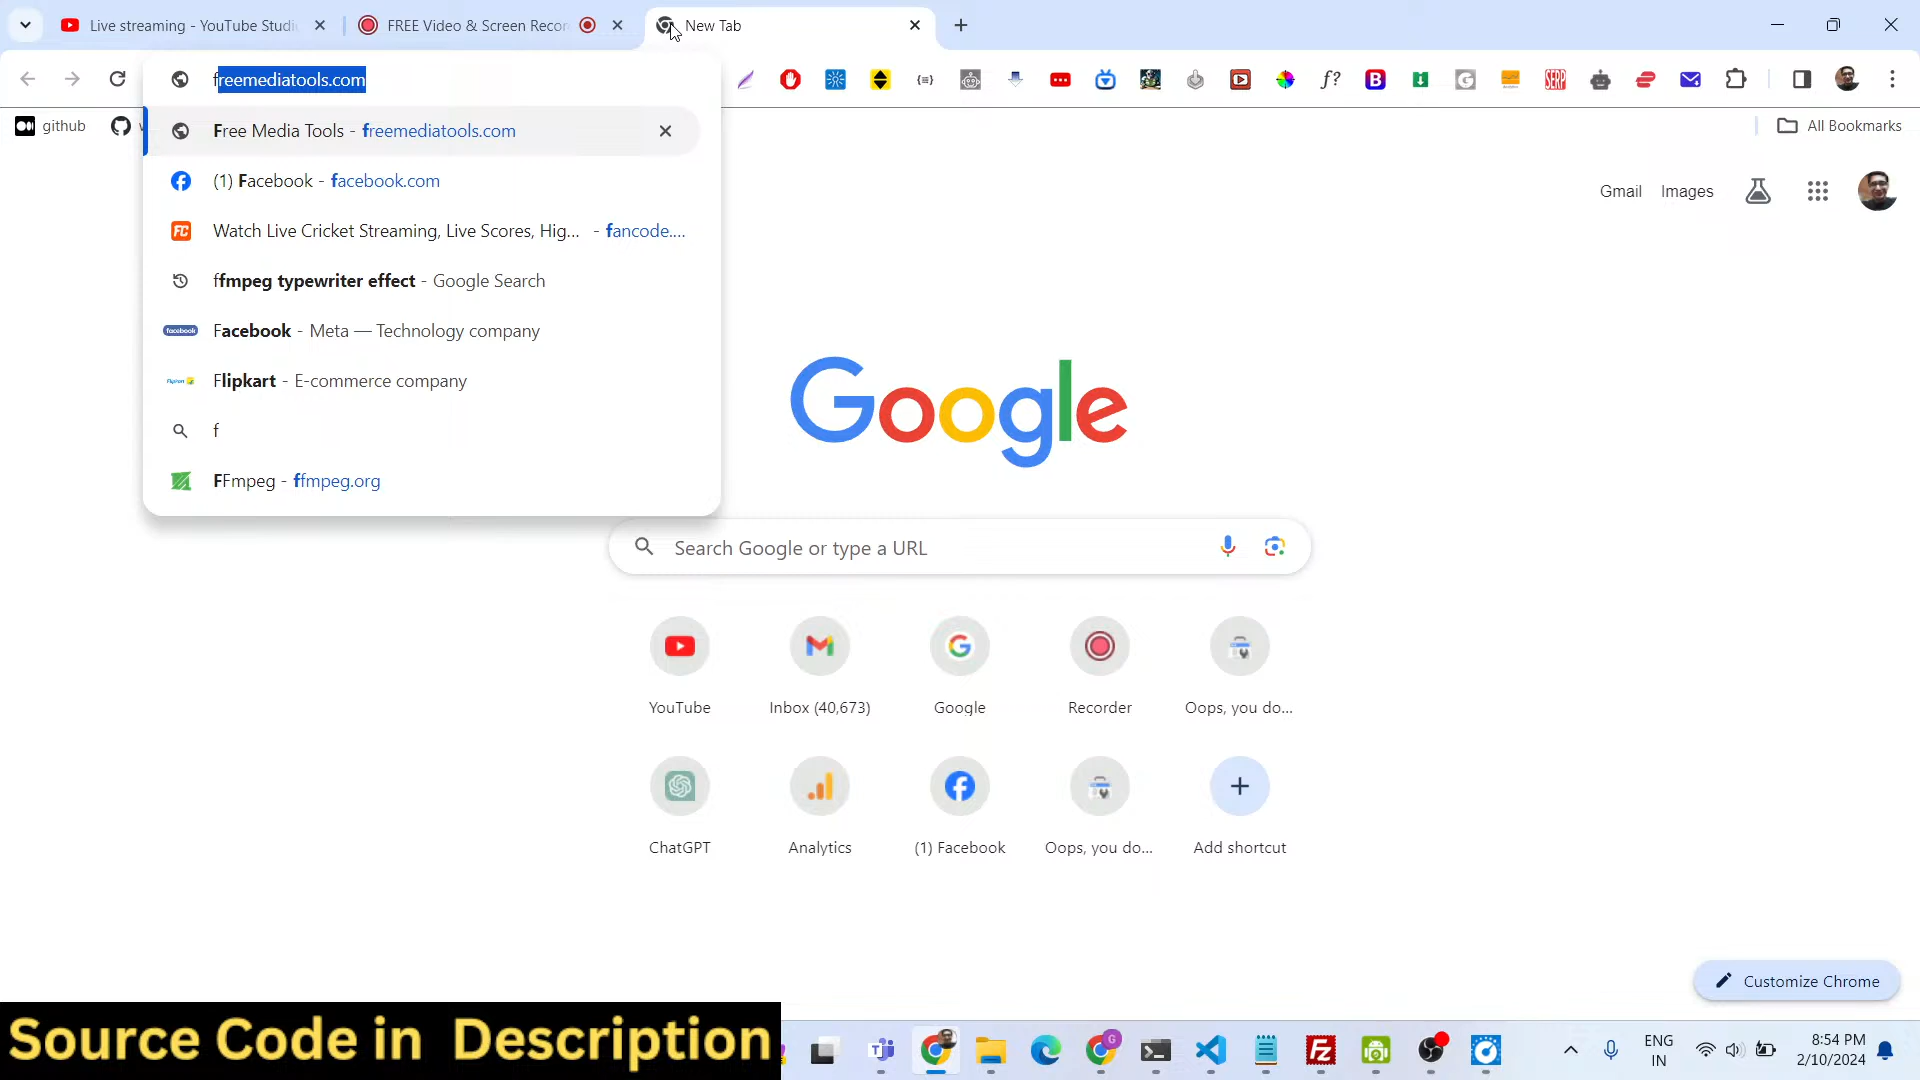 Live streaming - YouTube Studi
FREE Video & Screen Recor
New Tab
freemediatools.com
github
All Bookmarks
Free Media Tools - freemediatools.com
(1) Facebook - facebook.com
Watch Live Cricket Streaming, Live Scores, Hig... - fancode....
ffmpeg typewriter effect - Google Search
facebook
Facebook - Meta — Technology company
Flipkart - E-commerce company
f
FFmpeg - ffmpeg.org
Gmail
Images
Google
Search Google or type a URL
YouTube
Inbox (40,673)
Google
Recorder
Oops, you do...
ChatGPT
Analytics
(1) Facebook
Oops, you do...
Add shortcut
Customize Chrome
Source Code in Description
ENG
IN
8:54 PM
2/10/2024